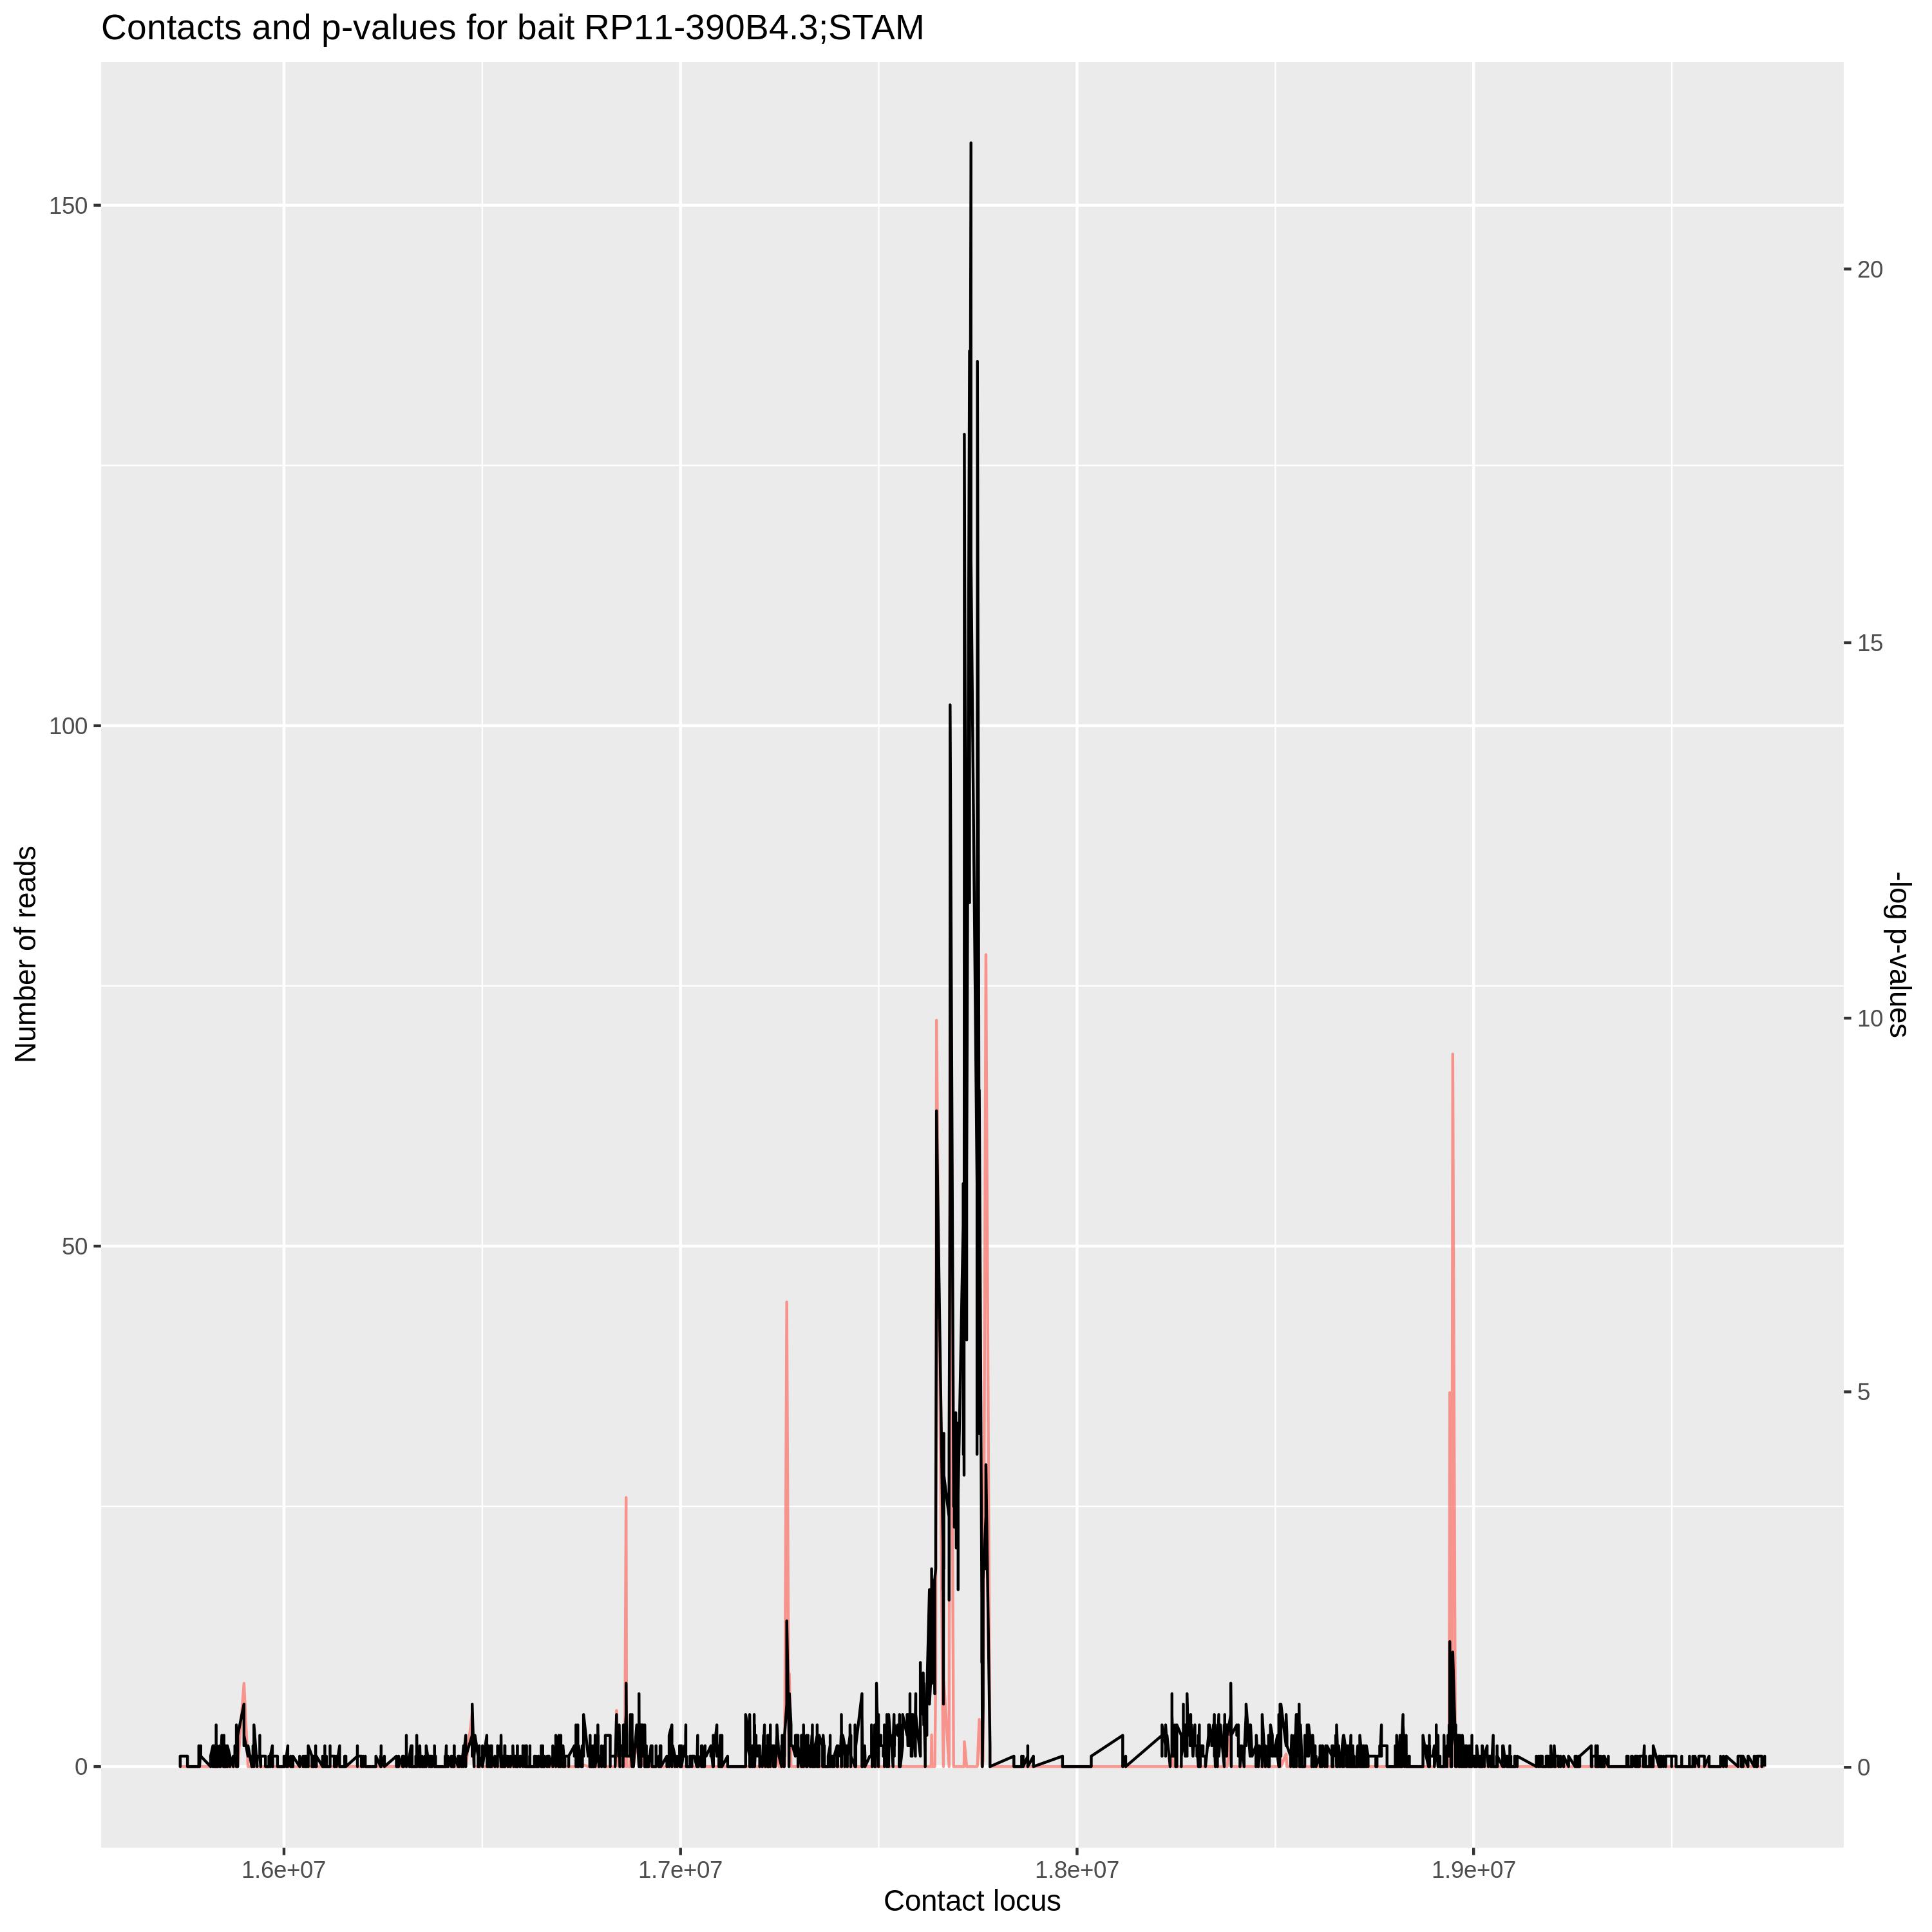 Contacts and p-values for bait RP11-390B4.3;STAM
150
100
50
0
Number of reads
20
15
10
5
0
-log p-values
1.6e+07
1.7e+07
1.8e+07
1.9e+07
Contact locus